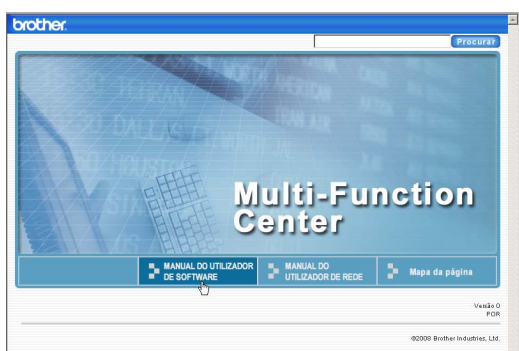 brother.
Procurar
Multi-Function
Center
MANUAL DO UTILIZADOR
DE SOFTWARE
MANUAL DO
UTILIZADOR DE REDE
Mapa da página
Versão 0
POR
©2008 Brother Industries, Ltd.